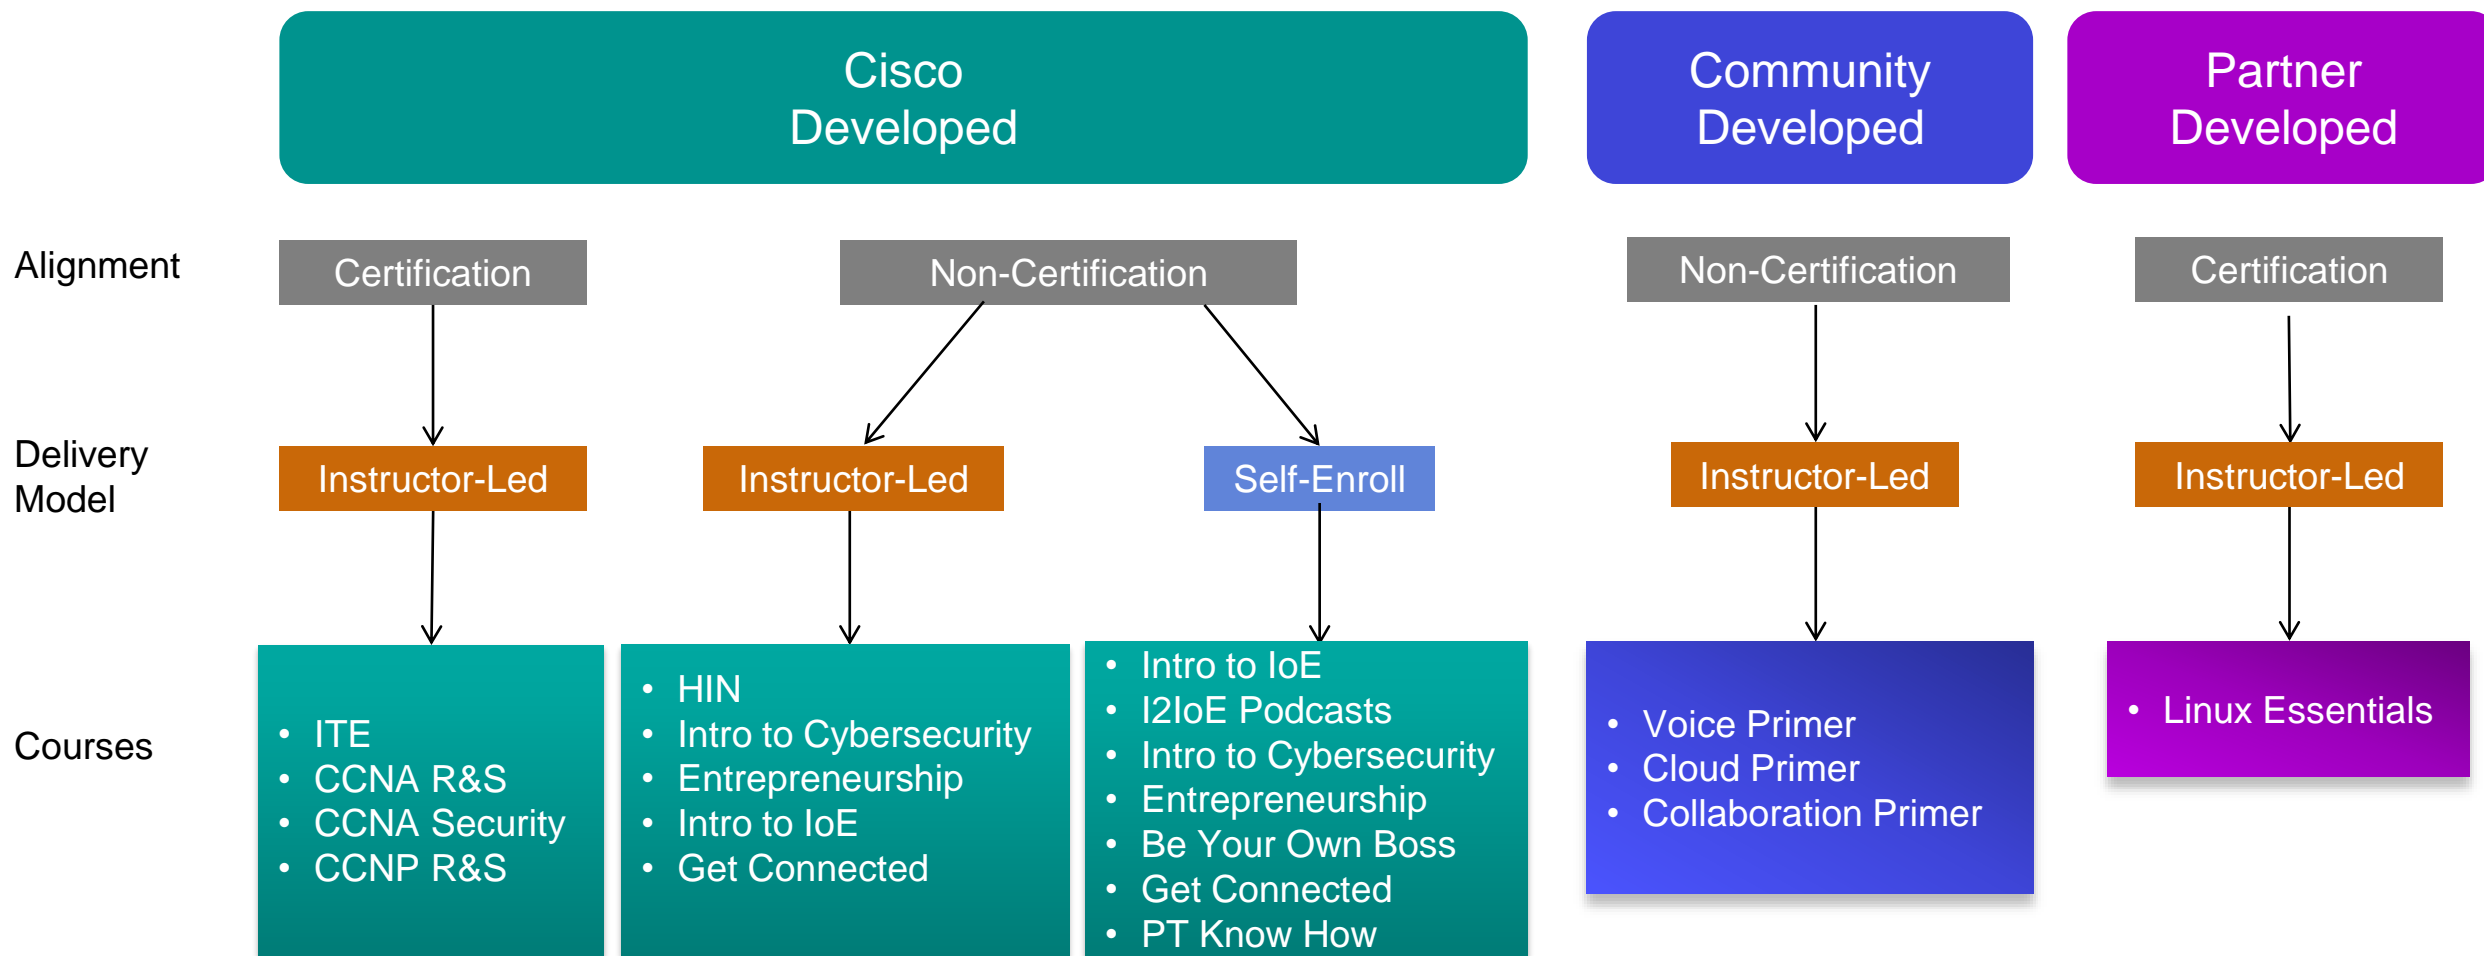 Cisco
Developed
Community
Developed
Partner
Developed
Alignment
Certification
Non-Certification
Non-Certification
Certification
Delivery
Model
Instructor-Led
Instructor-Led
Self-Enroll
Instructor-Led
Instructor-Led
Courses
• ITE
• CCNA R&S
• CCNA Security
• CCNP R&S
• HIN
• Intro to Cybersecurity
• Entrepreneurship
• Intro to IoE
• Get Connected
• Intro to IoE
• I2IoE Podcasts
• Intro to Cybersecurity
• Entrepreneurship
• Be Your Own Boss
• Get Connected
• PT Know How
• Voice Primer
• Cloud Primer
• Collaboration Primer
• Linux Essentials